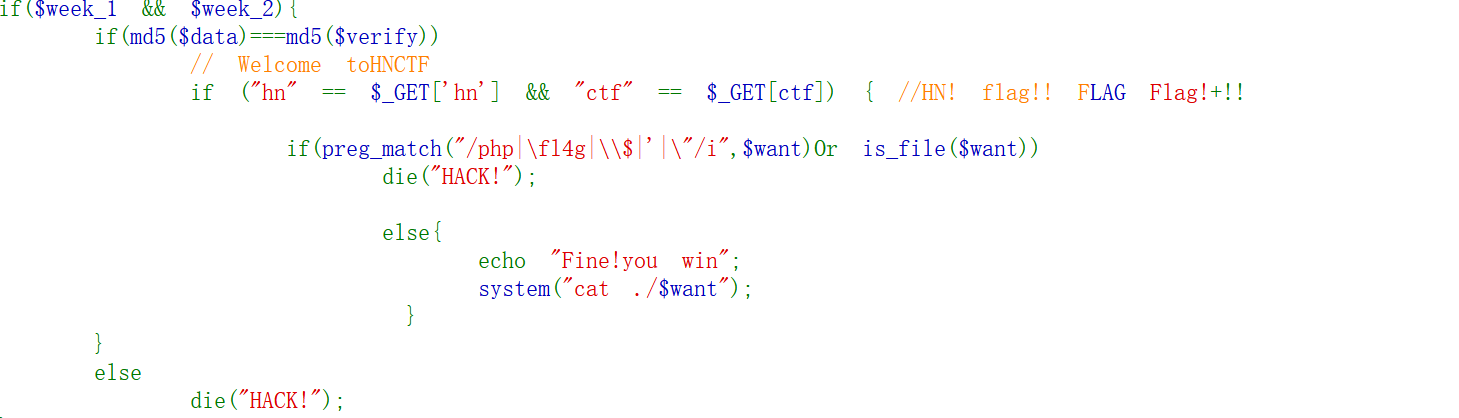 if($week_1 && $week_2){
if(md5($data)===md5($verify))
// Welcome toHNCTF
if ("hn" == $_GET['hn'] && "ctf" == $_GET[ctf]) { //HN! flag!! FLAG Flag!+!!
if(preg_match("/php|\fl4g|\\$|'|\"/i",$want)Or is_file($want))
die("HACK!");
else{
echo "Fine!you win";
system("cat ./$want");
}
}
else
die("HACK!");